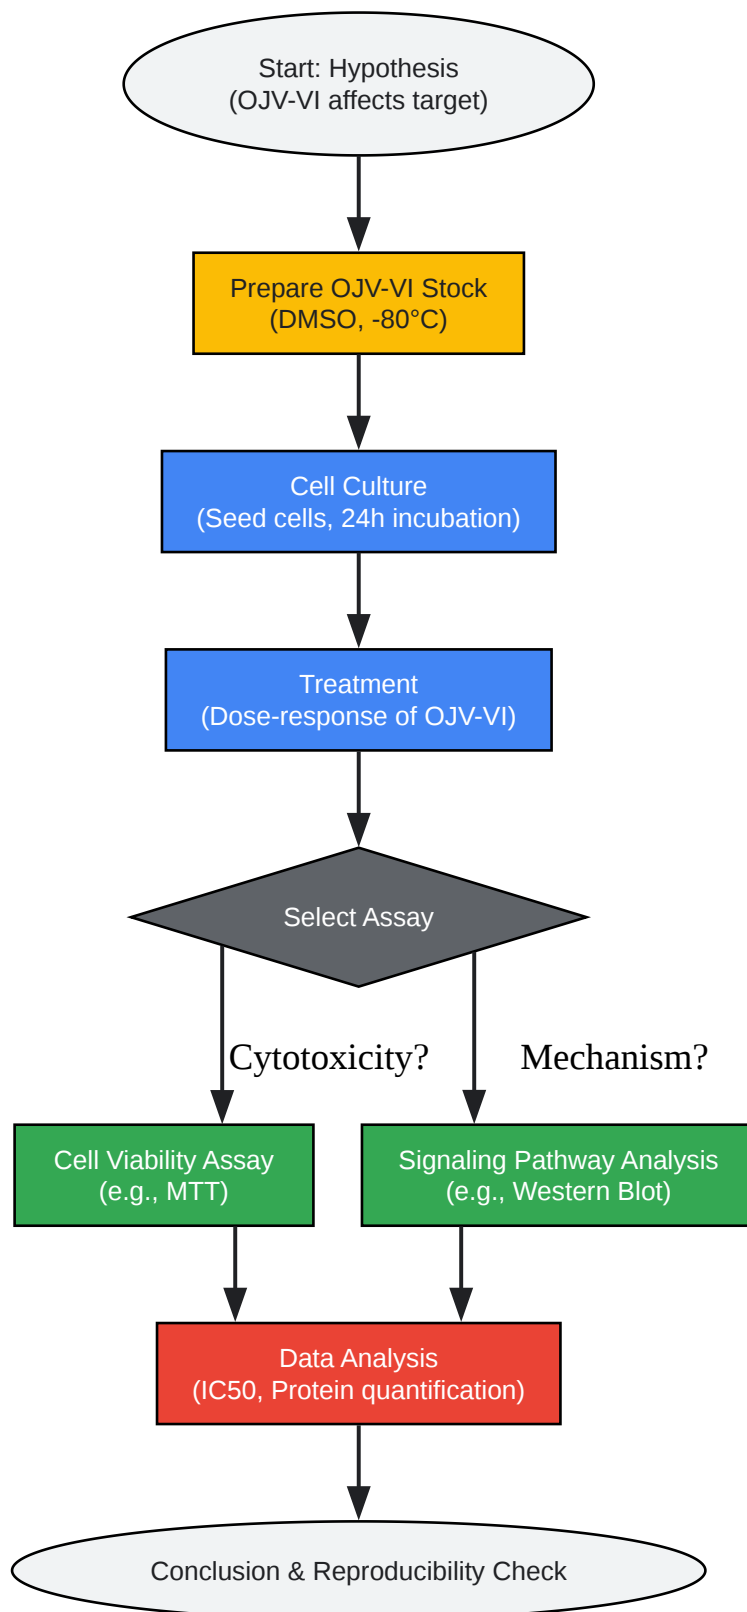 Start: Hypothesis
(OJV-VI affects target)
Prepare OJV-VI Stock
(DMSO, -80°C)
Cell Culture
(Seed cells, 24h incubation)
Treatment
(Dose-response of OJV-VI)
Select Assay
Cytotoxicity?
Mechanism?
Cell Viability Assay
(e.g., MTT)
Signaling Pathway Analysis
(e.g., Western Blot)
Data Analysis
(IC50, Protein quantification)
Conclusion & Reproducibility Check